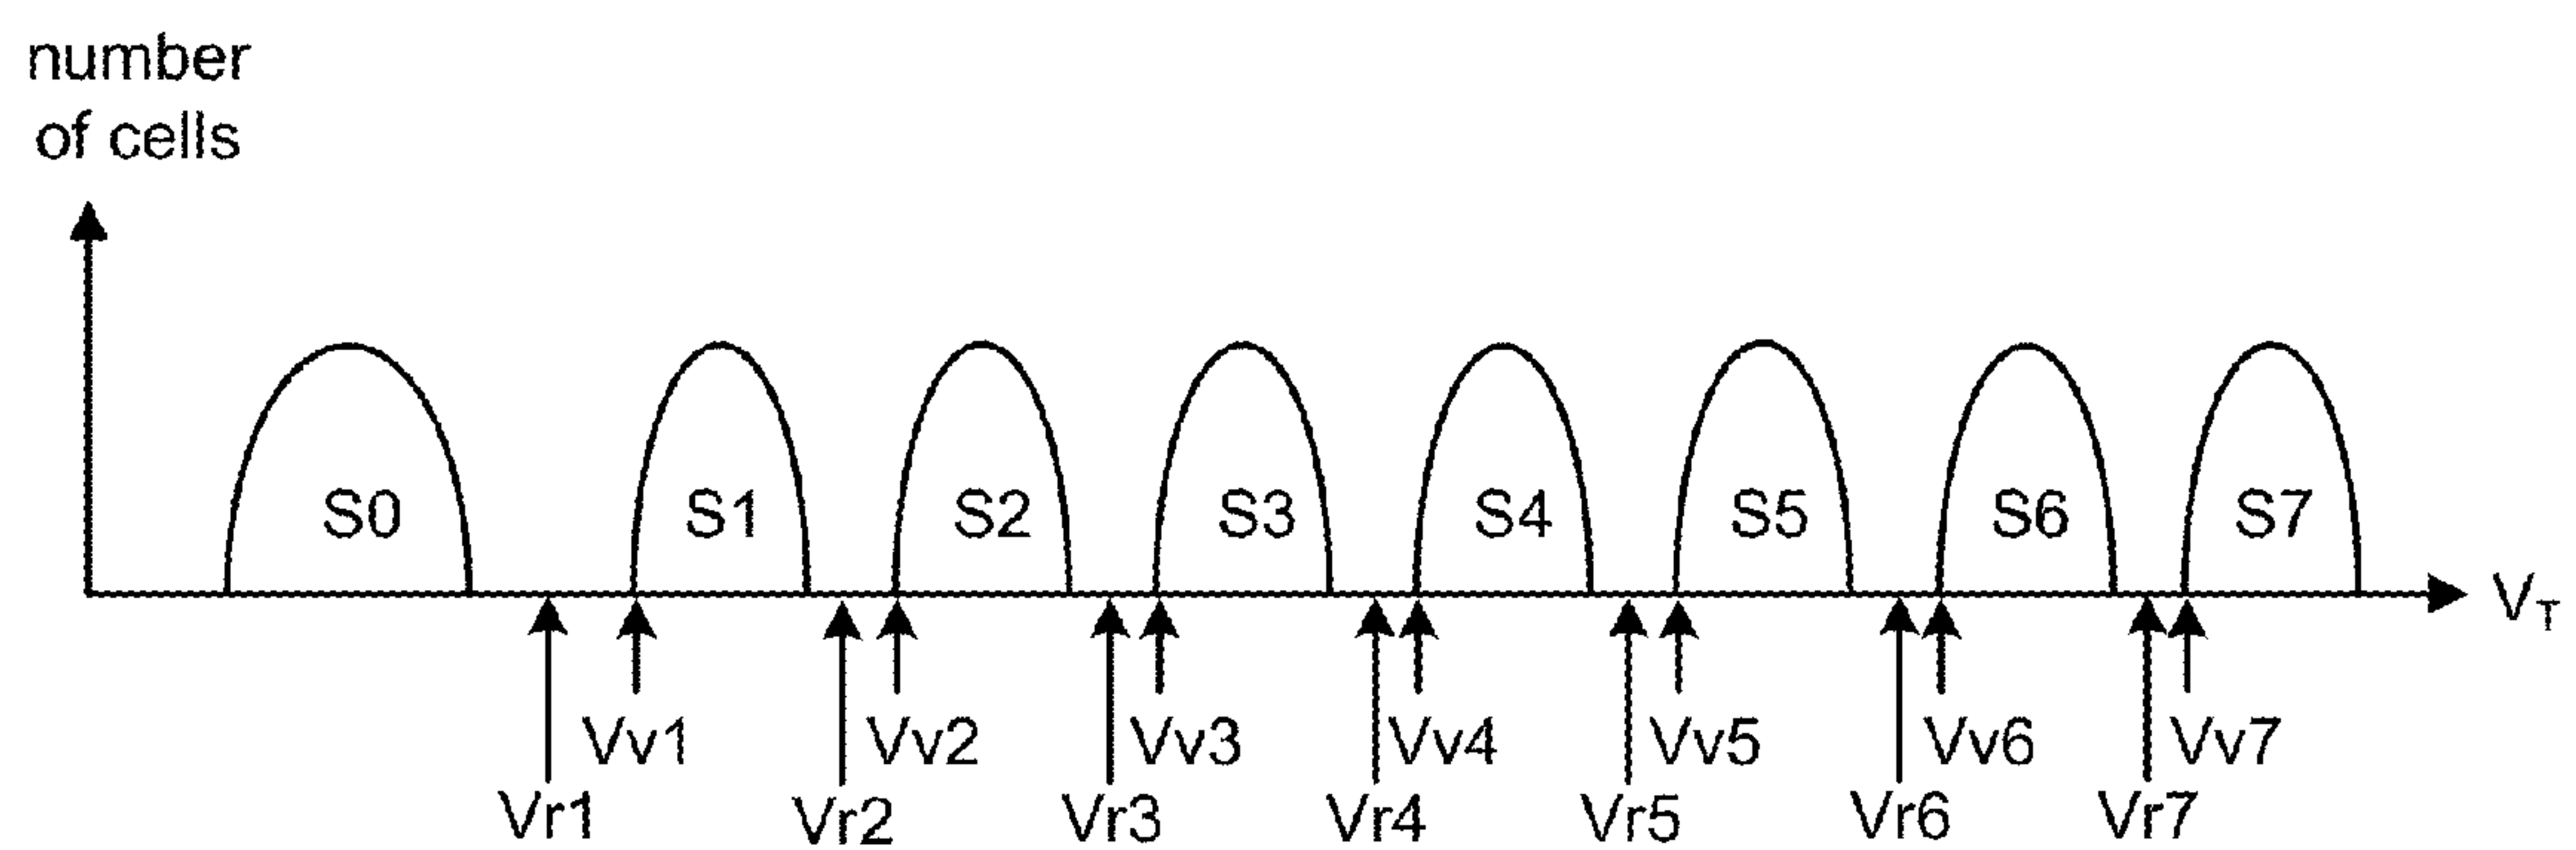 number
of cells
S0 S1 S2 S3 S4 S5 S6 S7
VT
Vv1 Vv2 Vv3 Vv4 Vv5 Vv6 Vv7
Vr1 Vr2 Vr3 Vr4 Vr5 Vr6 Vr7